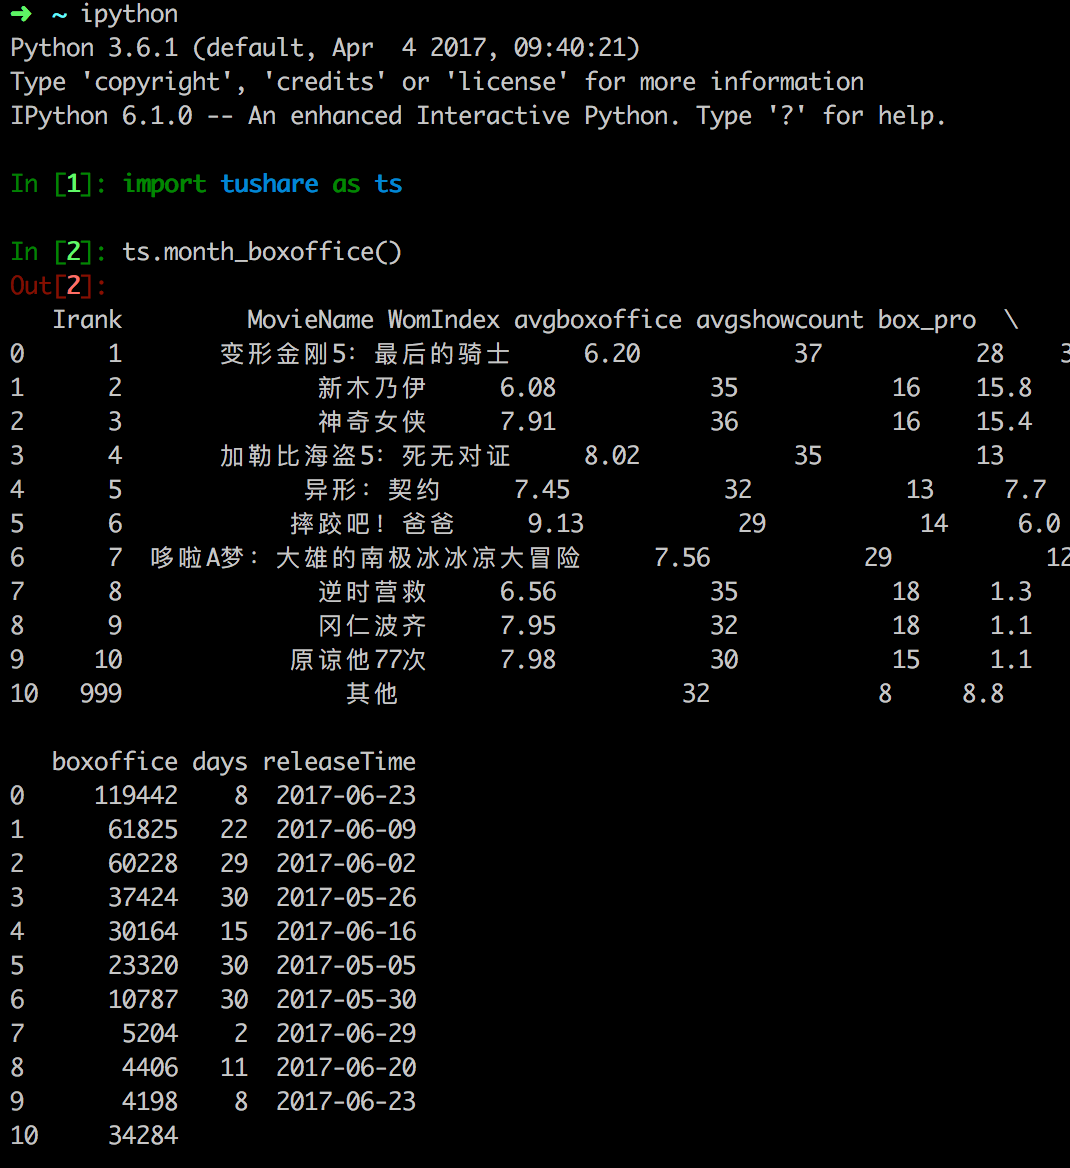 ➜ ~ ipython
Python 3.6.1 (default, Apr  4 2017, 09:40:21)
Type 'copyright', 'credits' or 'license' for more information
IPython 6.1.0 -- An enhanced Interactive Python. Type '?' for help.
In [1]: import tushare as ts
In [2]: ts.month_boxoffice()
Out[2]:
Irank MovieName WomIndex avgboxoffice avgshowcount box_pro \
0 1 变形金刚5：最后的骑士 6.20 37 28 3
1 2 新木乃伊 6.08 35 16 15.8
2 3 神奇女侠 7.91 36 16 15.4
3 4 加勒比海盗5：死无对证 8.02 35 13
4 5 异形：契约 7.45 32 13 7.7
5 6 摔跤吧！爸爸 9.13 29 14 6.0
6 7 哆啦A梦：大雄的南极冰冰凉大冒险 7.56 29 12
7 8 逆时营救 6.56 35 18 1.3
8 9 冈仁波齐 7.95 32 18 1.1
9 10 原谅他77次 7.98 30 15 1.1
10 999 其他 32 8 8.8
boxoffice days releaseTime
0 119442 8 2017-06-23
1 61825 22 2017-06-09
2 60228 29 2017-06-02
3 37424 30 2017-05-26
4 30164 15 2017-06-16
5 23320 30 2017-05-05
6 10787 30 2017-05-30
7 5204 2 2017-06-29
8 4406 11 2017-06-20
9 4198 8 2017-06-23
10 34284